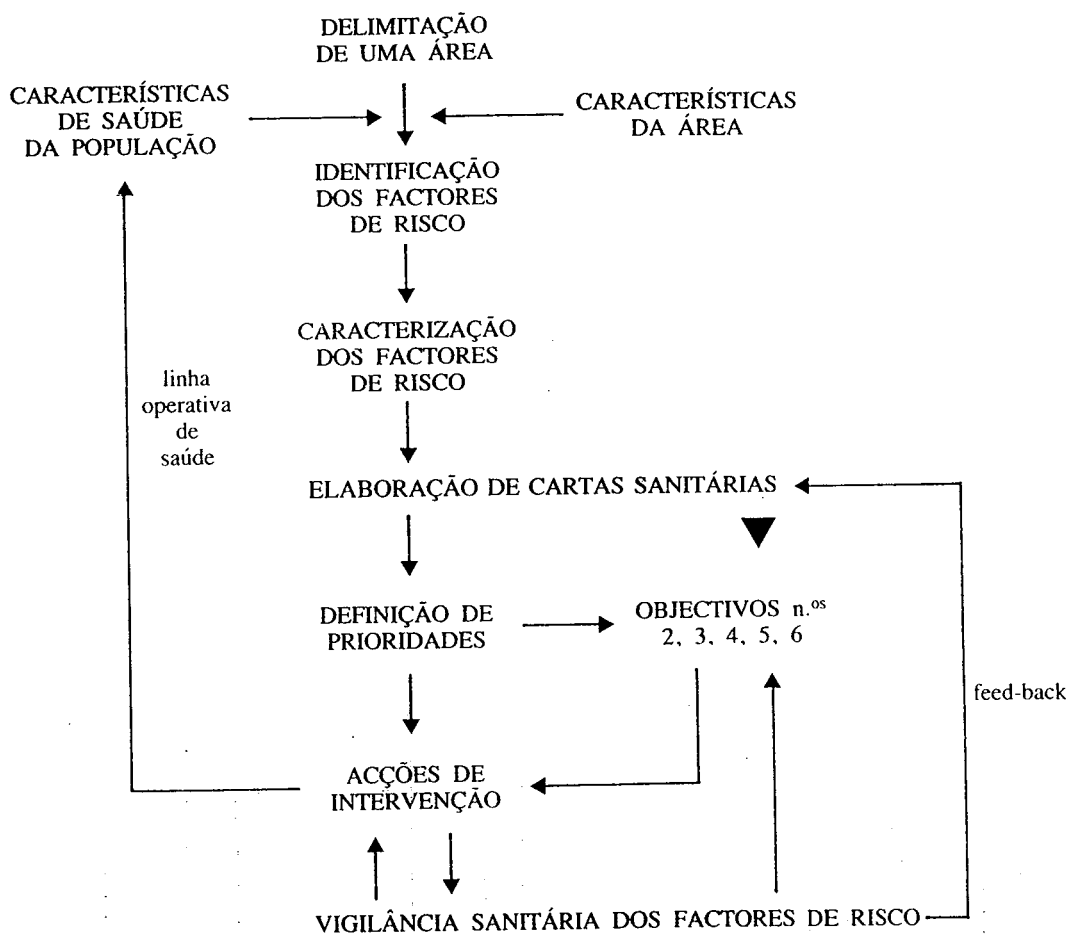 DELIMITAÇÃO
DE UMA ÁREA
CARACTERÍSTICAS
DE SAÚDE
DA POPULAÇÃO
CARACTERÍSTICAS
DA ÁREA
IDENTIFICAÇÃO
DOS FACTORES
DE RISCO
CARACTERIZAÇÃO
DOS FACTORES
DE RISCO
linha
operativa
de
saúde
ELABORAÇÃO DE CARTAS SANITÁRIAS
DEFINIÇÃO DE
PRIORIDADES
OBJECTIVOS n.ºs
2, 3, 4, 5, 6
feed-back
ACÇÕES DE
INTERVENÇÃO
VIGILÂNCIA SANITÁRIA DOS FACTORES DE RISCO